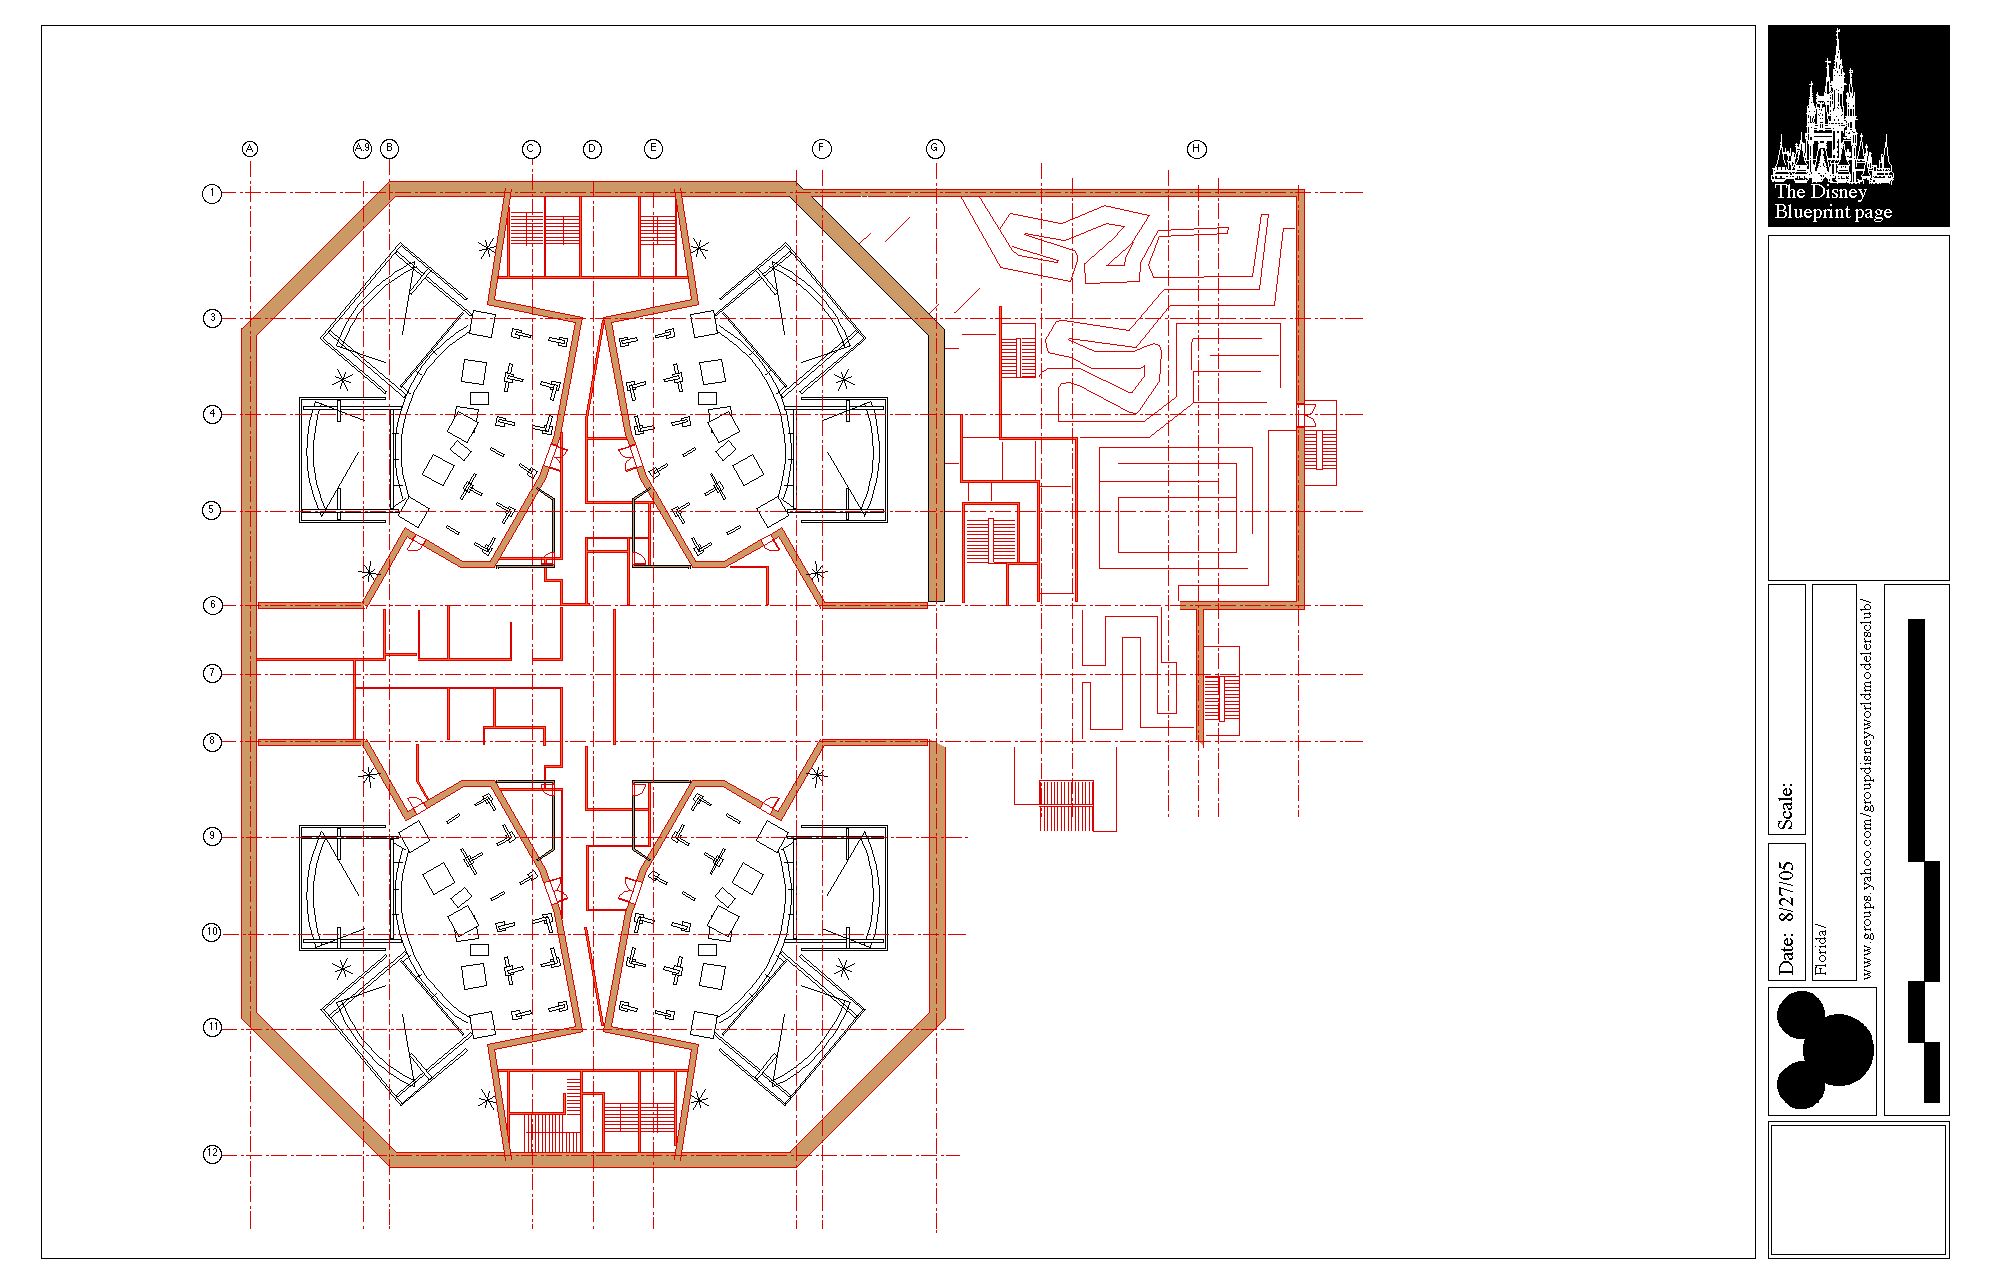 A
A.9
B
C
D
E
F
G
H
1
3
4
5
6
7
8
9
10
11
12
The Disney
Blueprint page
Scale:
Date: 8/27/05
Florida/
www.groups.yahoo.com/groupdisneyworldmodelersclub/